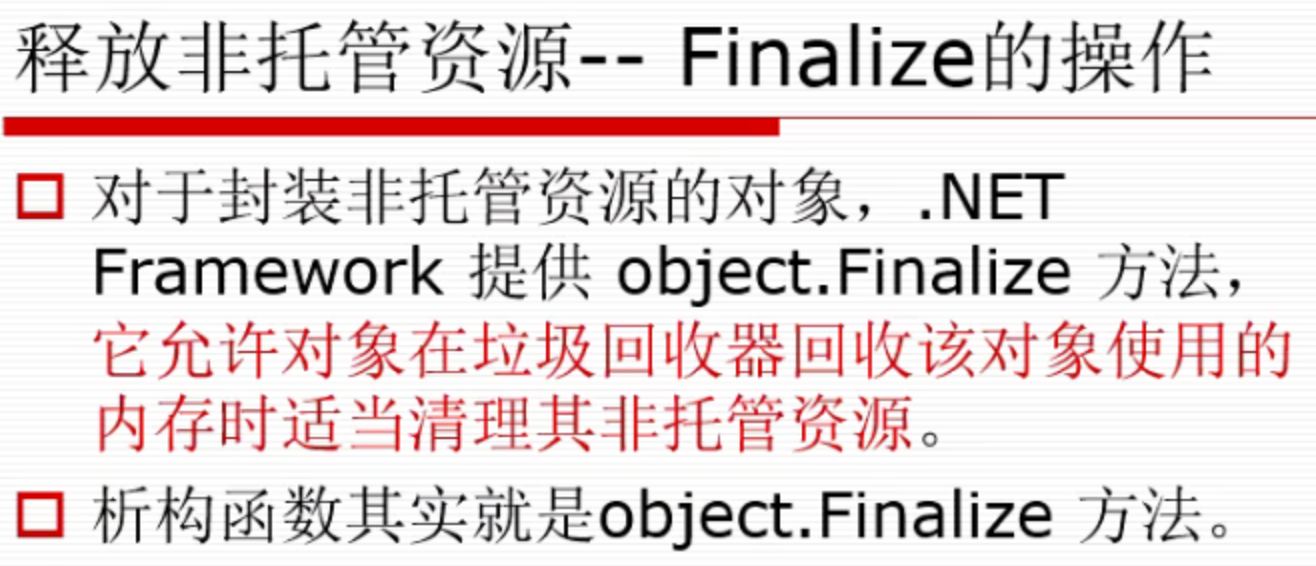 释放非托管资源-- Finalize的操作
对于封装非托管资源的对象，.NET
Framework 提供 object.Finalize 方法，
它允许对象在垃圾回收器回收该对象使用的
内存时适当清理其非托管资源。
析构函数其实就是object.Finalize 方法。